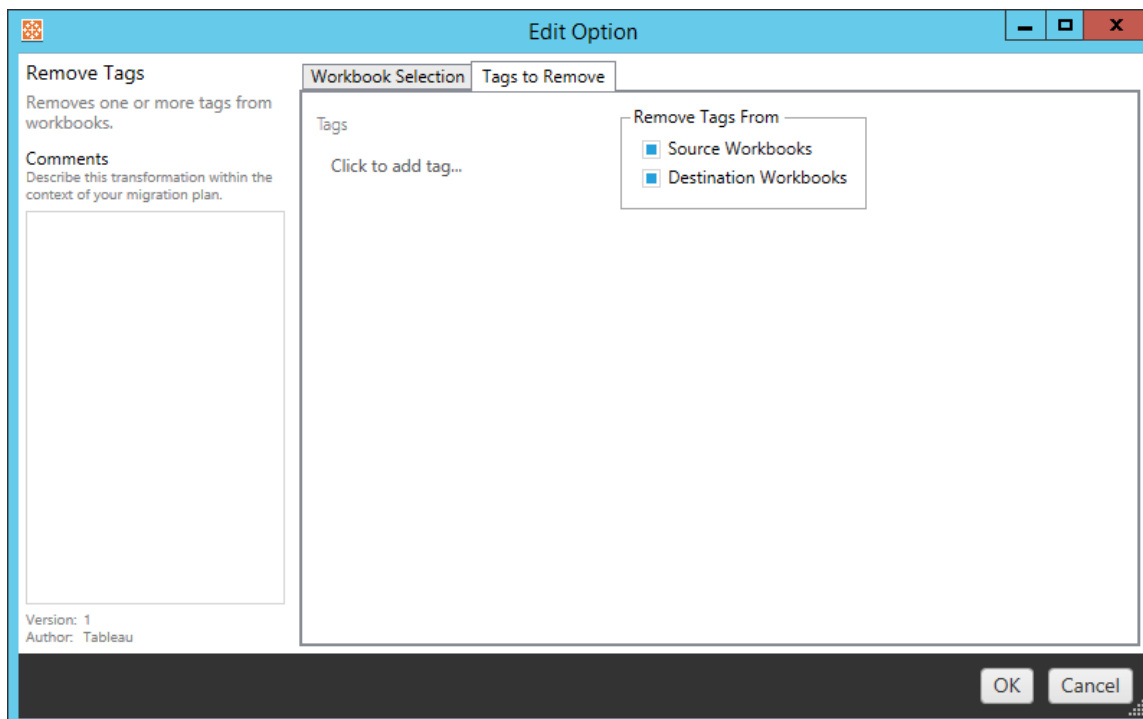 Edit Option
Remove Tags
Removes one or more tags from
workbooks.
Comments
Describe this transformation within the
context of your migration plan.
Version: 1
Author: Tableau
Workbook Selection
Tags to Remove
Tags
Click to add tag...
Remove Tags From
Source Workbooks
Destination Workbooks
OK
Cancel